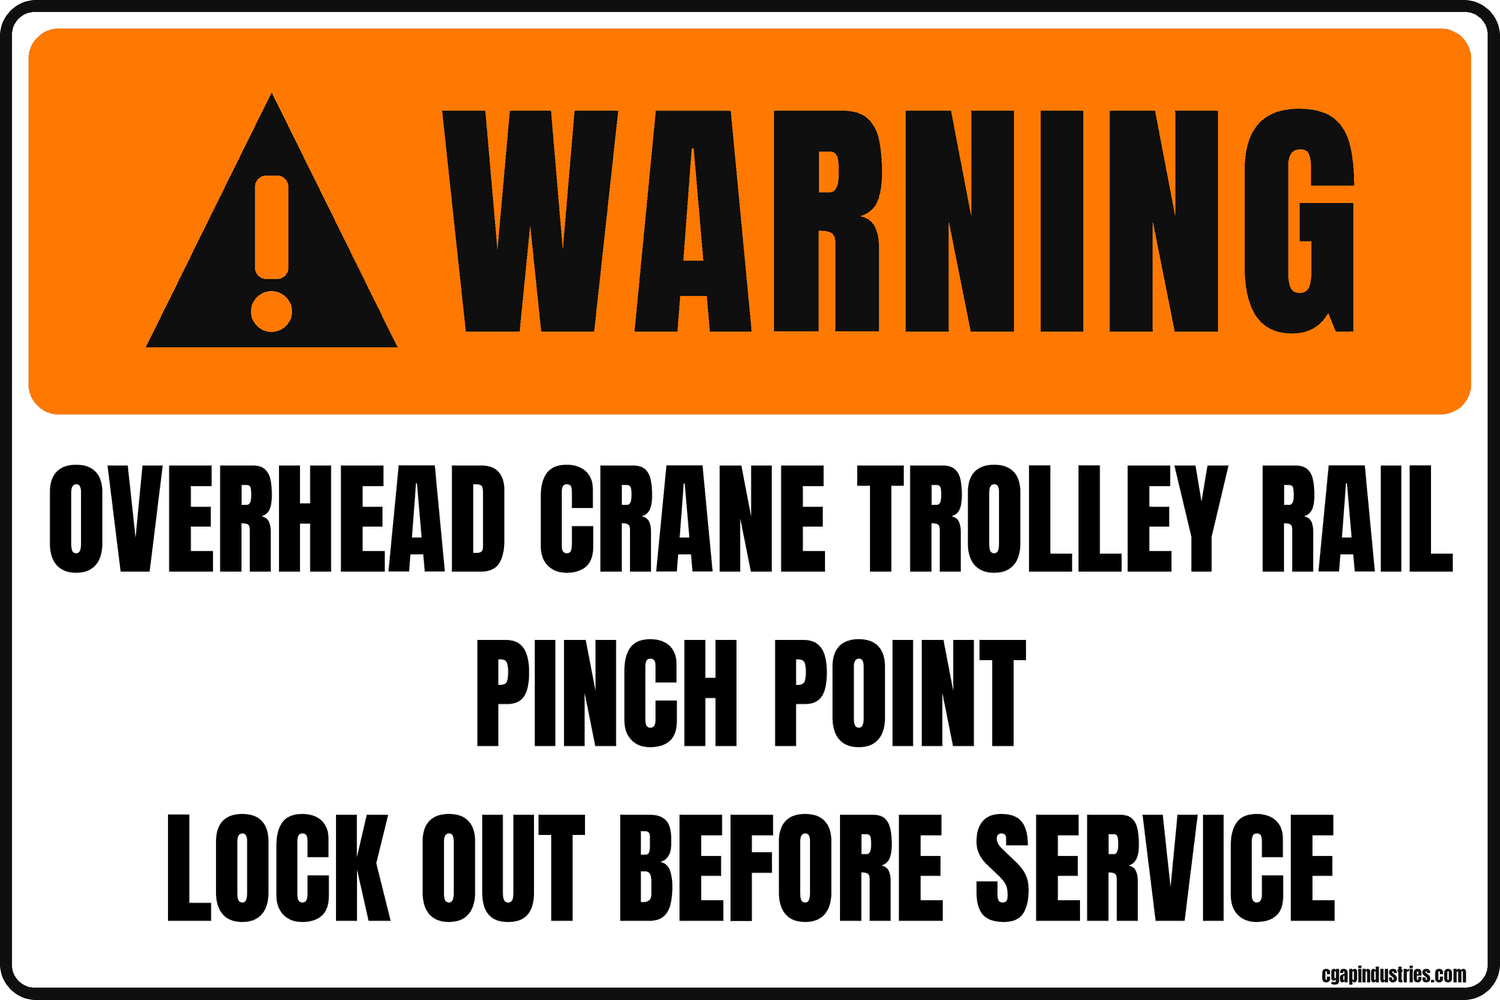 WARNING
OVERHEAD CRANE TROLLEY RAIL
PINCH POINT
LOCK OUT BEFORE SERVICE
cgapindustries.com